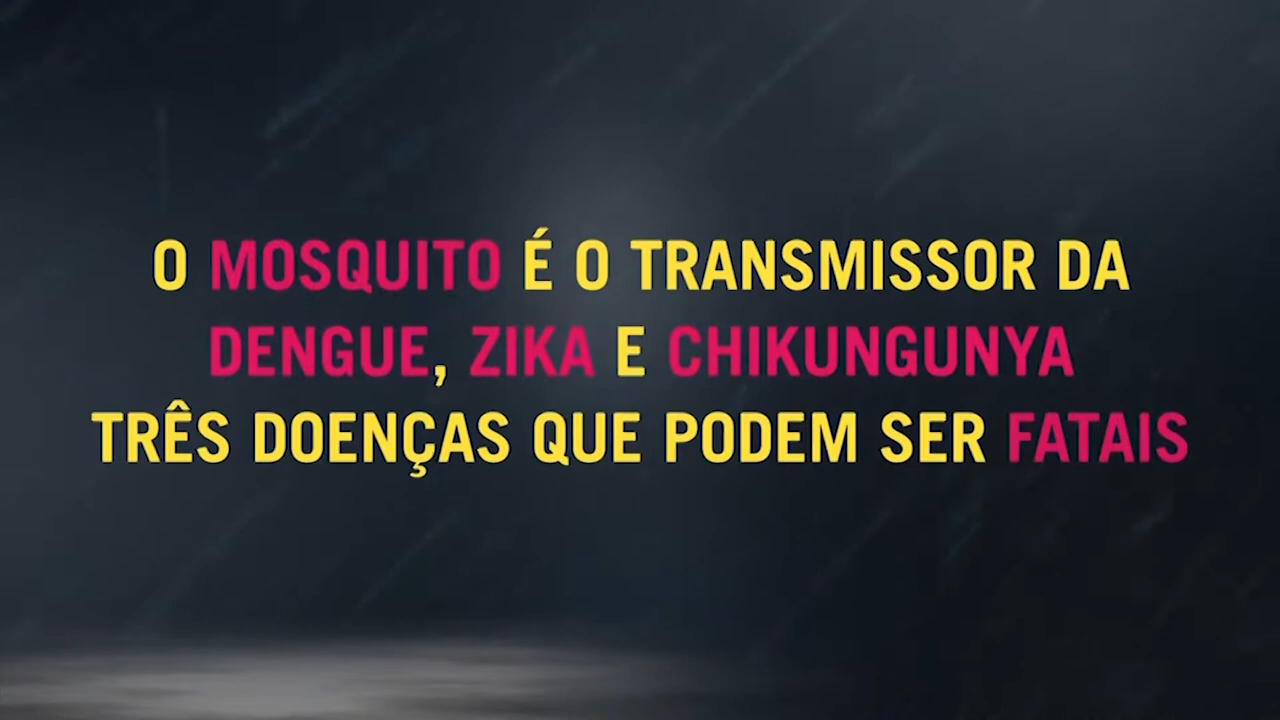 O MOSQUITO É O TRANSMISSOR DA
DENGUE, ZIKA E CHIKUNGUNYA
TRÊS DOENÇAS QUE PODEM SER FATAIS